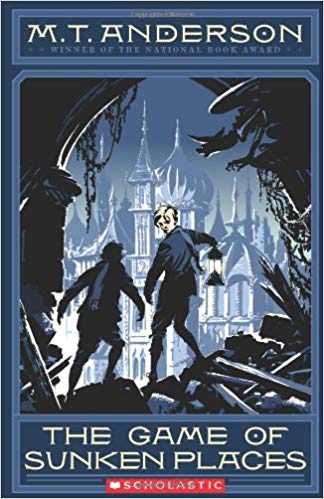 M.T. ANDERSON
WINNER OF THE NATIONAL BOOK AWARD
THE GAME OF
SUNKEN PLACES
SCHOLASTIC